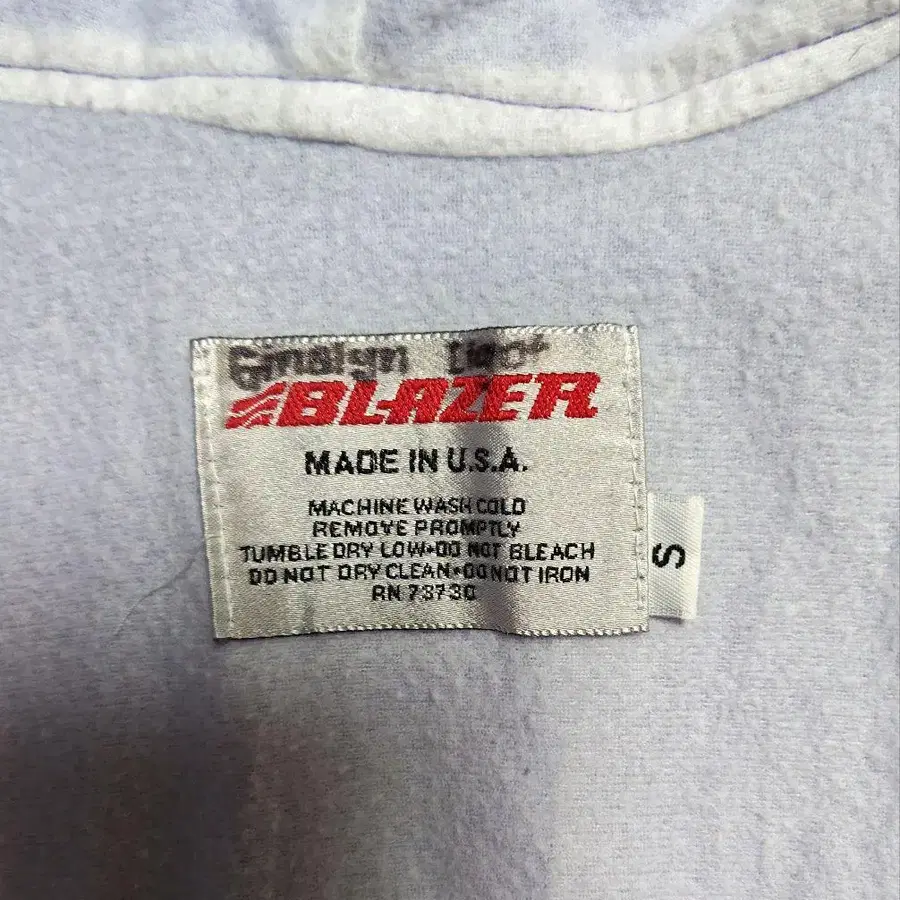 BLAZER
MADE IN U.S.A.
MACHINE WASH COLD
REMOVE PROMPTLY
TUMBLE DRY LOW•DO NOT BLEACH
DO NOT DRY CLEAN•DO NOT IRON
RN 73730
S